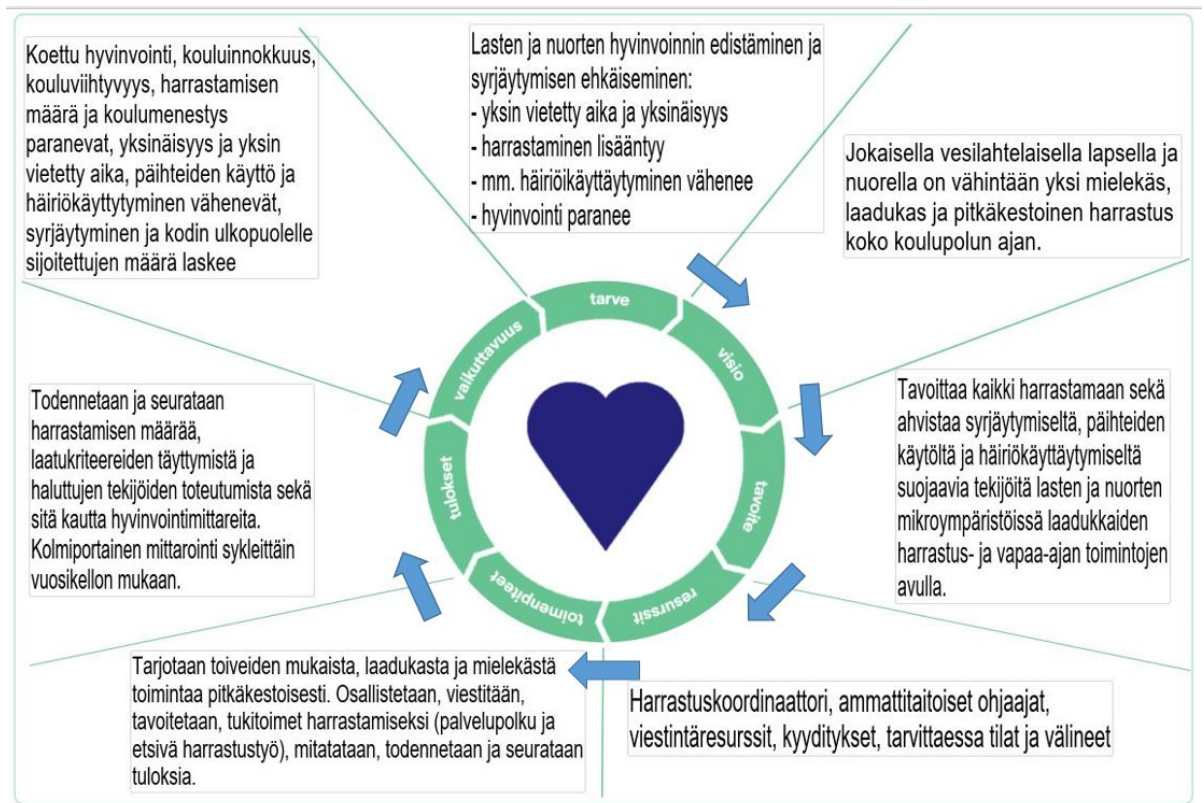 Koettu hyvinvointi, kouluinnokkuus,
kouluviihtyvyys, harrastamisen
määrä ja koulumenestys
paranevat, yksinäisyys ja yksin
vietetty aika, päihteiden käyttö ja
häiriökäyttytyminen vähenevät,
syrjäytyminen ja kodin ulkopuolelle
sijoitettujen määrä laskee
Lasten ja nuorten hyvinvoinnin edistäminen ja
syrjäytymisen ehkäiseminen:
- yksin vietetty aika ja yksinäisyys
- harrastaminen lisääntyy
- mm. häiriöikäyttäytyminen vähenee
- hyvinvointi paranee
Jokaisella vesilahtelaisella lapsella ja
nuorella on vähintään yksi mielekäs,
laadukas ja pitkäkestoinen harrastus
koko koulupolun ajan.
tarve
visio
tavoite
resurssit
toimenpiteet
tulokset
vaikuttavuus
Todennetaan ja seurataan
harrastamisen määrää,
laatukriteereiden täyttymistä ja
haluttujen tekijöiden toteutumista sekä
sitä kautta hyvinvointimittareita.
Kolmiportainen mittarointi sykleittäin
vuosikellon mukaan.
Tavoittaa kaikki harrastamaan sekä
ahvistaa syrjäytymiseltä, päihteiden
käytöltä ja häiriökäyttäytymiseltä
suojaavia tekijöitä lasten ja nuorten
mikroympäristöissä laadukkaiden
harrastus- ja vapaa-ajan toimintojen
avulla.
Tarjotaan toiveiden mukaista, laadukasta ja mielekästä
toimintaa pitkäkestoisesti. Osallistetaan, viestitään,
tavoitetaan, tukitoimet harrastamiseksi (palvelupolku ja
etsivä harrastustyö), mitatataan, todennetaan ja seurataan
tuloksia.
Harrastuskoordinaattori, ammattitaitoiset ohjaajat,
viestintäresurssit, kyyditykset, tarvittaessa tilat ja välineet